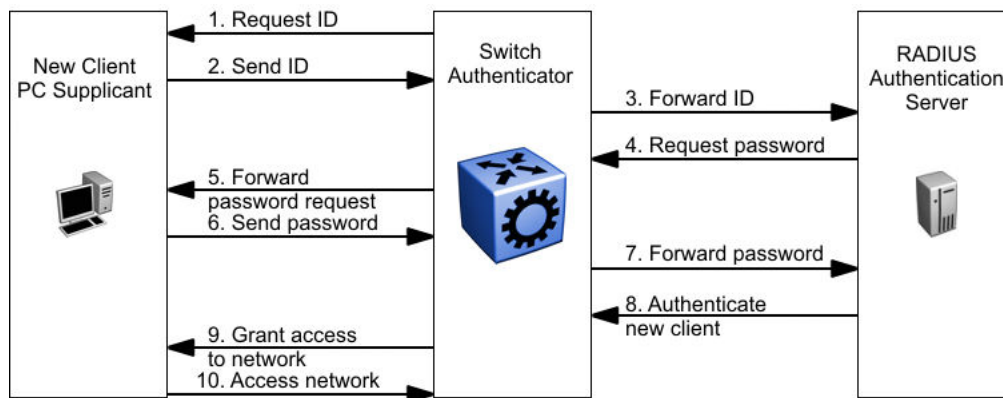 New Client
PC Supplicant
Switch
Authenticator
RADIUS
Authentication
Server
1. Request ID
2. Send ID
3. Forward ID
4. Request password
5. Forward
password request
6. Send password
7. Forward password
8. Authenticate
new client
9. Grant access
to network
10. Access network